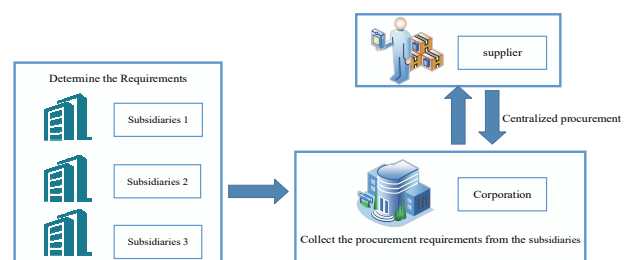 supplier
Determine the Requirements
Subsidiaries 1
Centralized procurement
Subsidiaries 2
Corporation
Subsidiaries 3
Collect the procurement requirements from the subsidiaries